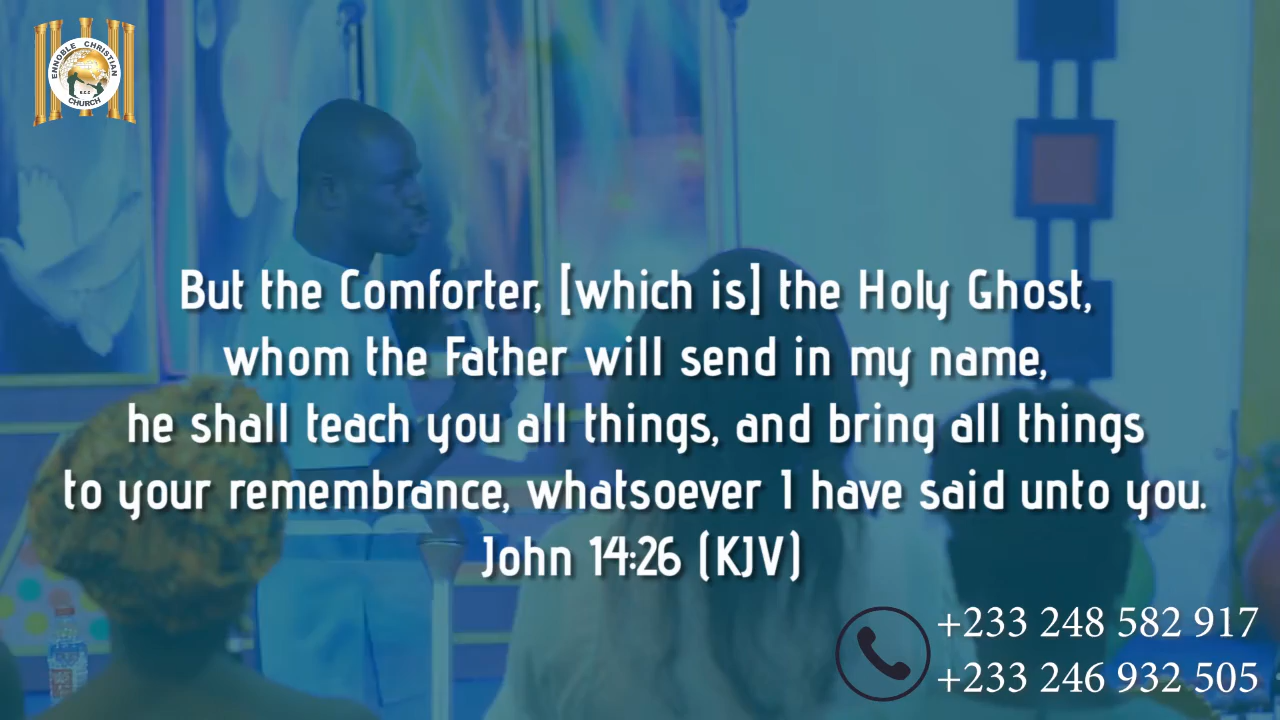 ENNOBLE CHRISTIAN
E.C.C
CHURCH
But the Comforter, [which is] the Holy Ghost,
whom the Father will send in my name,
he shall teach you all things, and bring all things
to your remembrance, whatsoever I have said unto you.
John 14:26 (KJV)
+233 248 582 917
+233 246 932 505